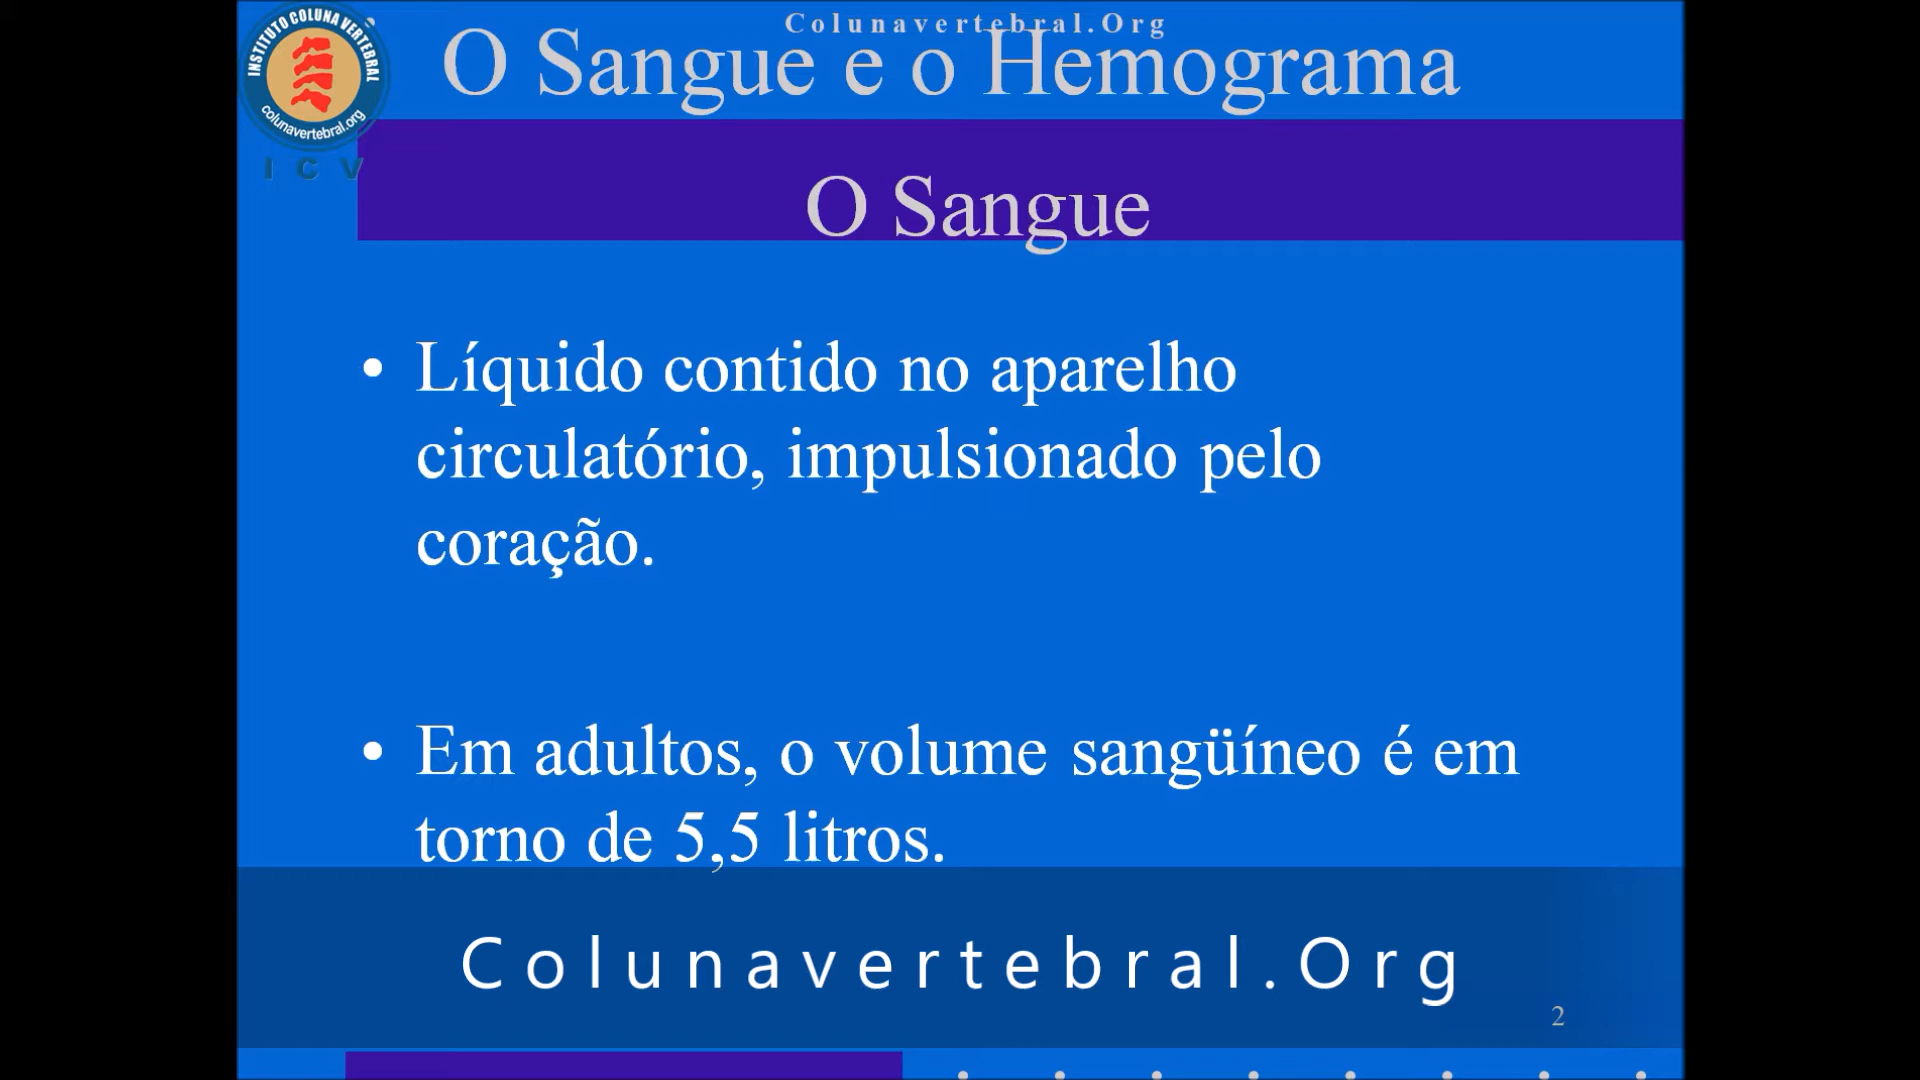 INSTITUTO COLUNA VERTEBRAL
colunavertebral.org
I C V
Colunavertebral.Org
O Sangue e o Hemograma
O Sangue
• Líquido contido no aparelho
circulatório, impulsionado pelo
coração.
• Em adultos, o volume sangüíneo é em
torno de 5,5 litros.
Colunavertebral.Org
2